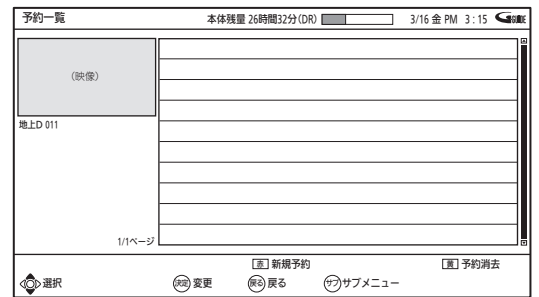 予約一覧 本体残量 26時間32分(DR) 3/16 金 PM 3:15 G-GUIDE
(映像)
地上D 011
1/1ページ
赤 新規予約 黄 予約消去
選択 決定 変更 戻る 戻る サブ サブメニュー